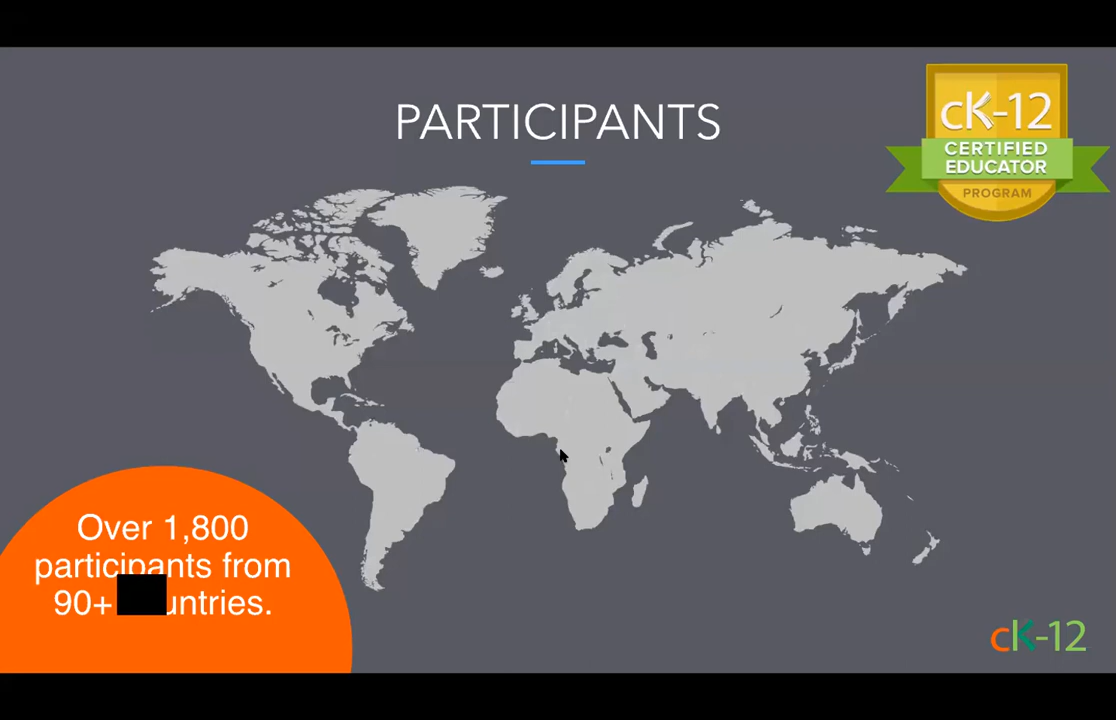 PARTICIPANTS
cK-12
CERTIFIED
EDUCATOR
PROGRAM
Over 1,800
participants from
90+
cK-12